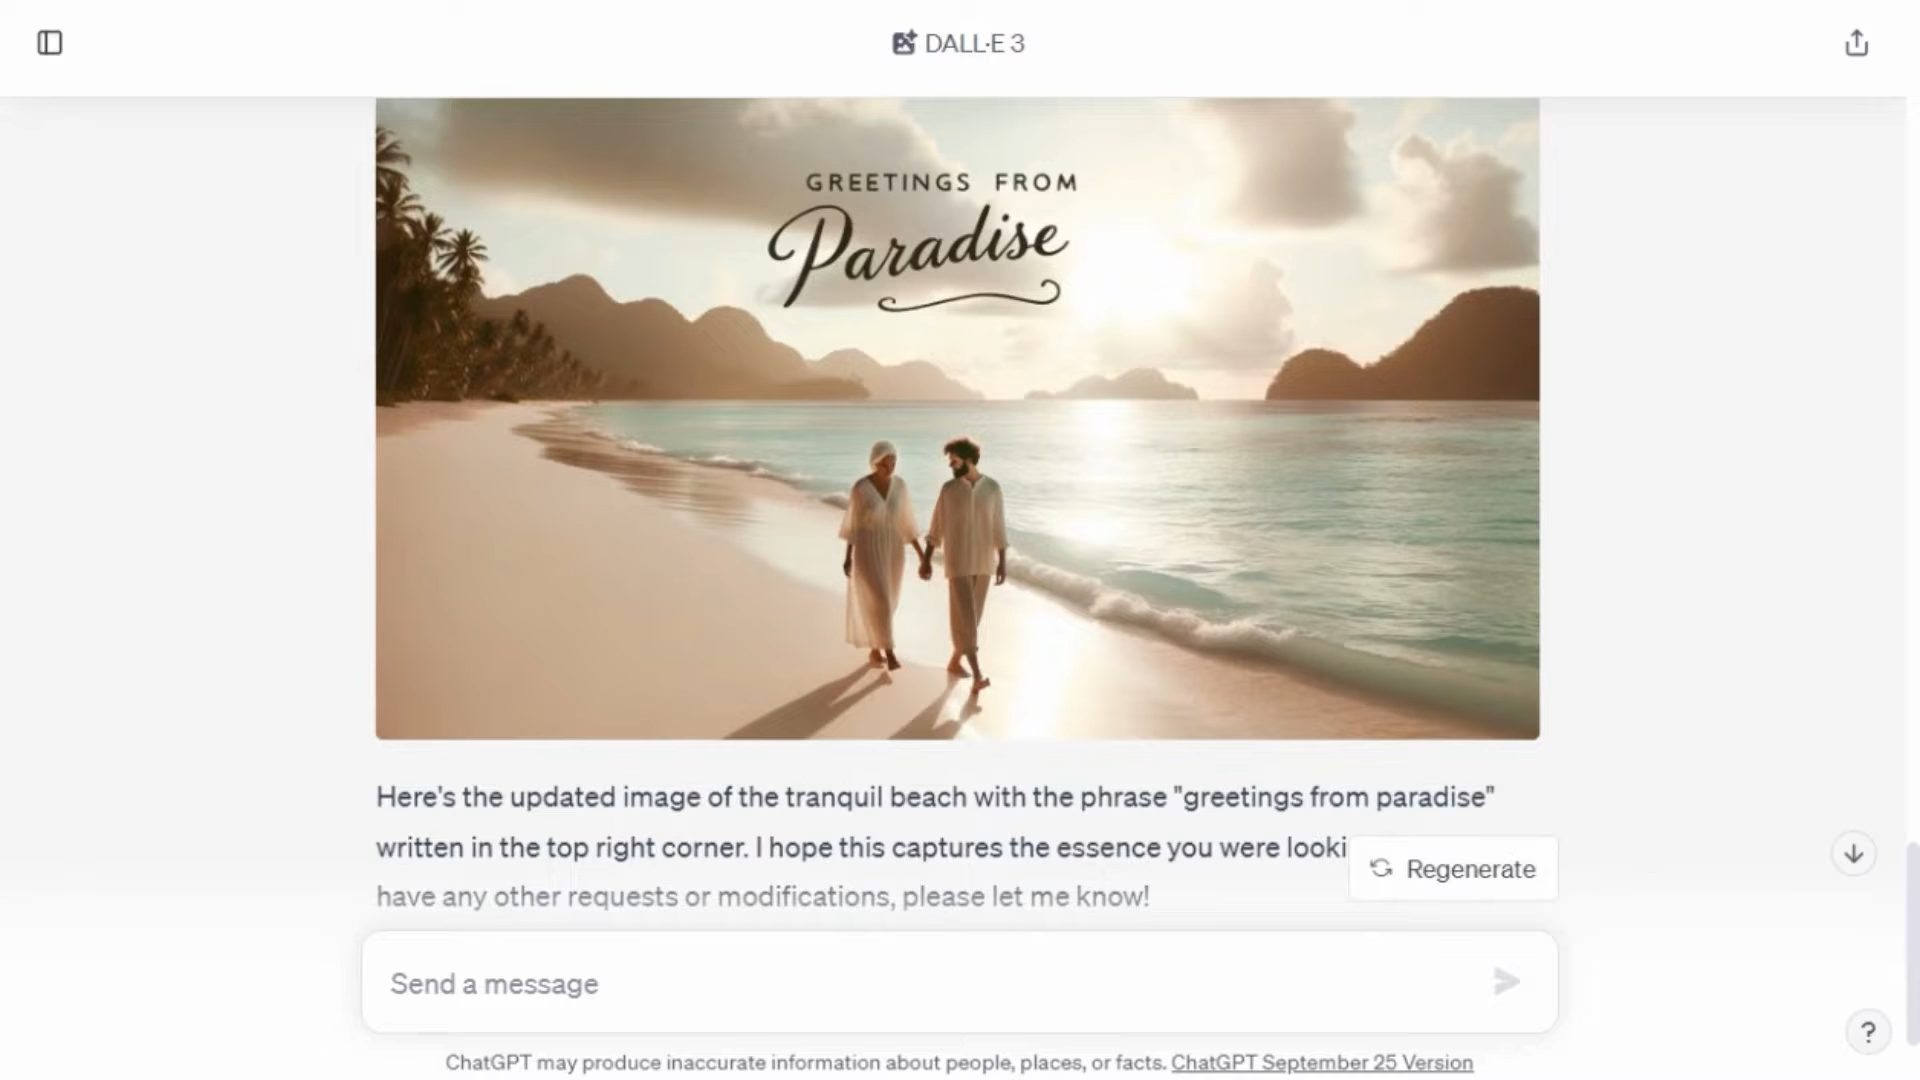 DALL·E 3
GREETINGS FROM
Paradise
Here's the updated image of the tranquil beach with the phrase "greetings from paradise"
written in the top right corner. I hope this captures the essence you were looki
have any other requests or modifications, please let me know!
Regenerate
Send a message
?
ChatGPT may produce inaccurate information about people, places, or facts. ChatGPT September 25 Version